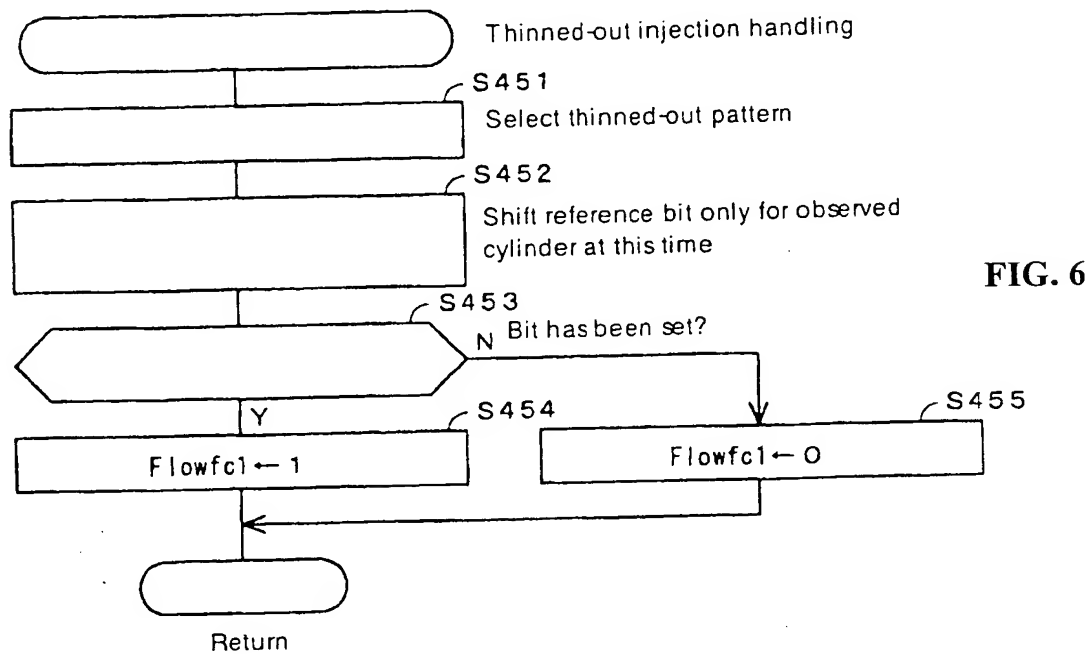 Thinned-out injection handling
S451
Select thinned-out pattern
S452
Shift reference bit only for observed
cylinder at this time
FIG. 6
S453
N Bit has been set?
Y
S454
Flowfc1 ← 1
S455
Flowfc1 ← 0
Return